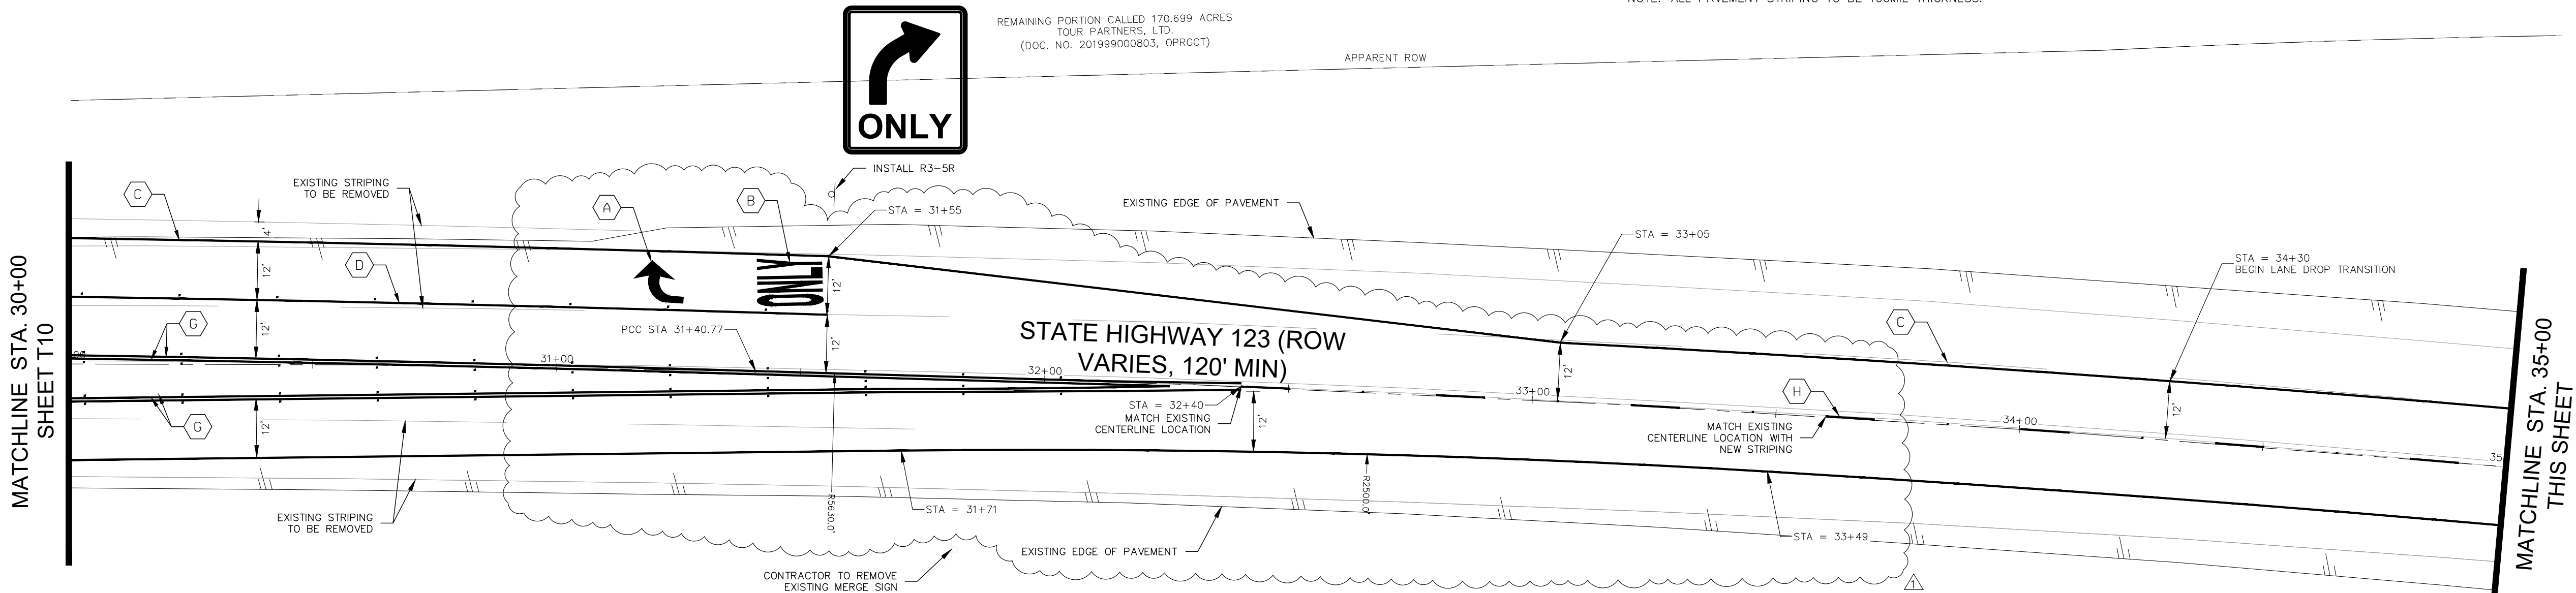 NOTE: ALL PAVEMENT STRIPING TO BE 100MIL THICKNESS.
REMAINING PORTION CALLED 170.699 ACRES
TOUR PARTNERS, LTD.
(DOC. NO. 201999000803, OPRGCT)
APPARENT ROW
ONLY
INSTALL R3-5R
MATCHLINE STA. 30+00
SHEET T10
C
EXISTING STRIPING
TO BE REMOVED
A
B
STA = 31+55
EXISTING EDGE OF PAVEMENT
STA = 33+05
STA = 34+30
BEGIN LANE DROP TRANSITION
4'
12'
D
ONLY
12'
12'
G
PCC STA 31+40.77
12'
STATE HIGHWAY 123 (ROW
VARIES, 120' MIN)
C
31+00
32+00
33+00
34+00
35
12'
H
12'
STA = 32+40
MATCH EXISTING
CENTERLINE LOCATION
12'
MATCH EXISTING
CENTERLINE LOCATION WITH
NEW STRIPING
G
12'
R5630.0'
R2500.0'
STA = 31+71
STA = 33+49
EXISTING STRIPING
TO BE REMOVED
EXISTING EDGE OF PAVEMENT
CONTRACTOR TO REMOVE
EXISTING MERGE SIGN
1
MATCHLINE STA. 35+00
THIS SHEET